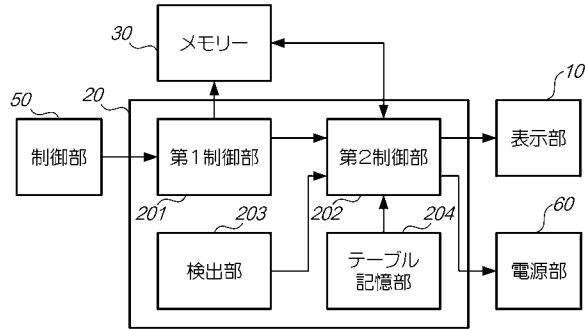 30
メモリー
50
20
10
制御部
第1制御部
第2制御部
表示部
201
203
202
204
60
検出部
テーブル
記憶部
電源部